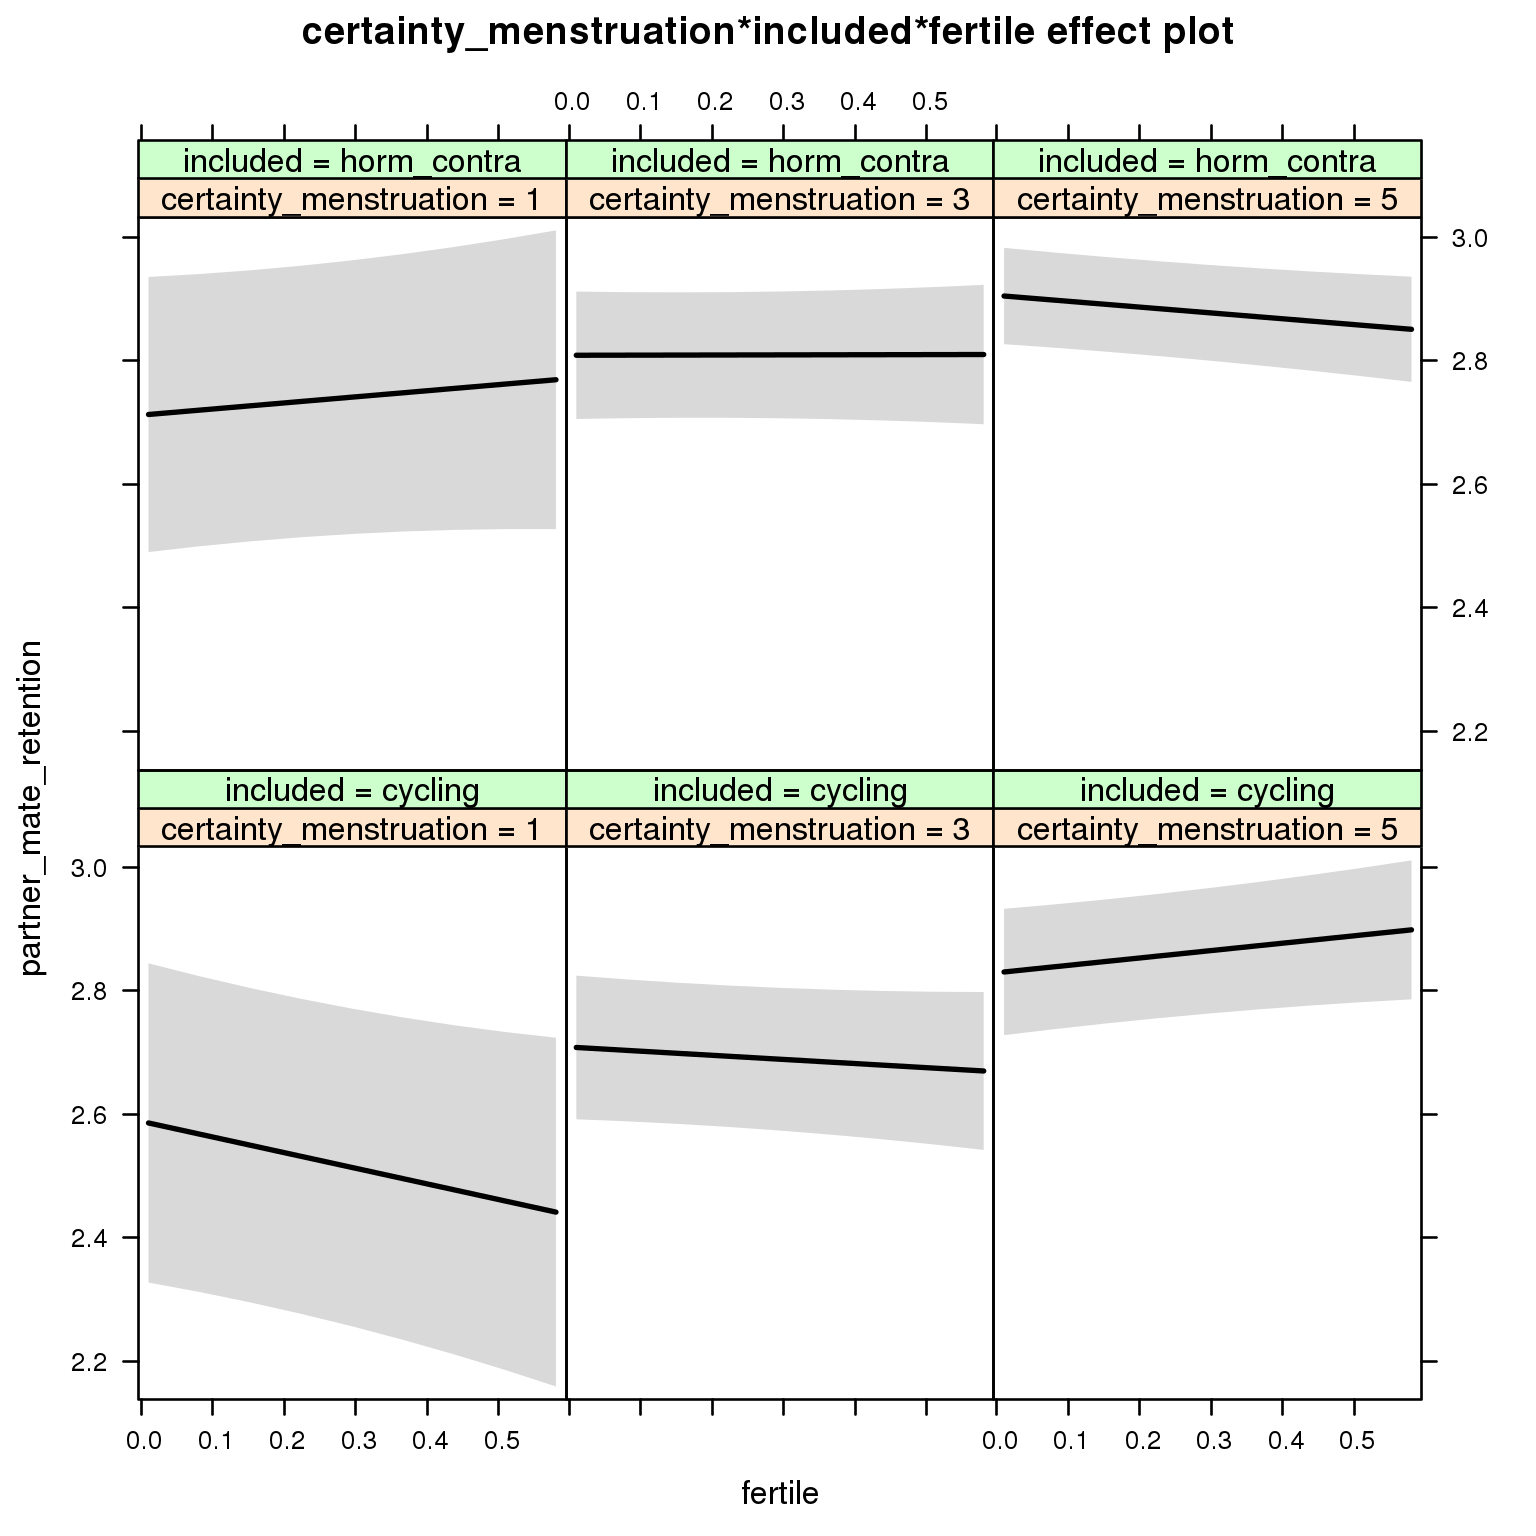 certainty_menstruation*included*fertile effect plot
0.0 0.1 0.2 0.3 0.4 0.5
included = horm_contra included = horm_contra included = horm_contra
certainty_menstruation = 1 certainty_menstruation = 3 certainty_menstruation = 5
3.0
2.8
2.6
2.4
2.2
partner_mate_retention
included = cycling included = cycling included = cycling
certainty_menstruation = 1 certainty_menstruation = 3 certainty_menstruation = 5
3.0
2.8
2.6
2.4
2.2
0.0 0.1 0.2 0.3 0.4 0.5 0.0 0.1 0.2 0.3 0.4 0.5
fertile